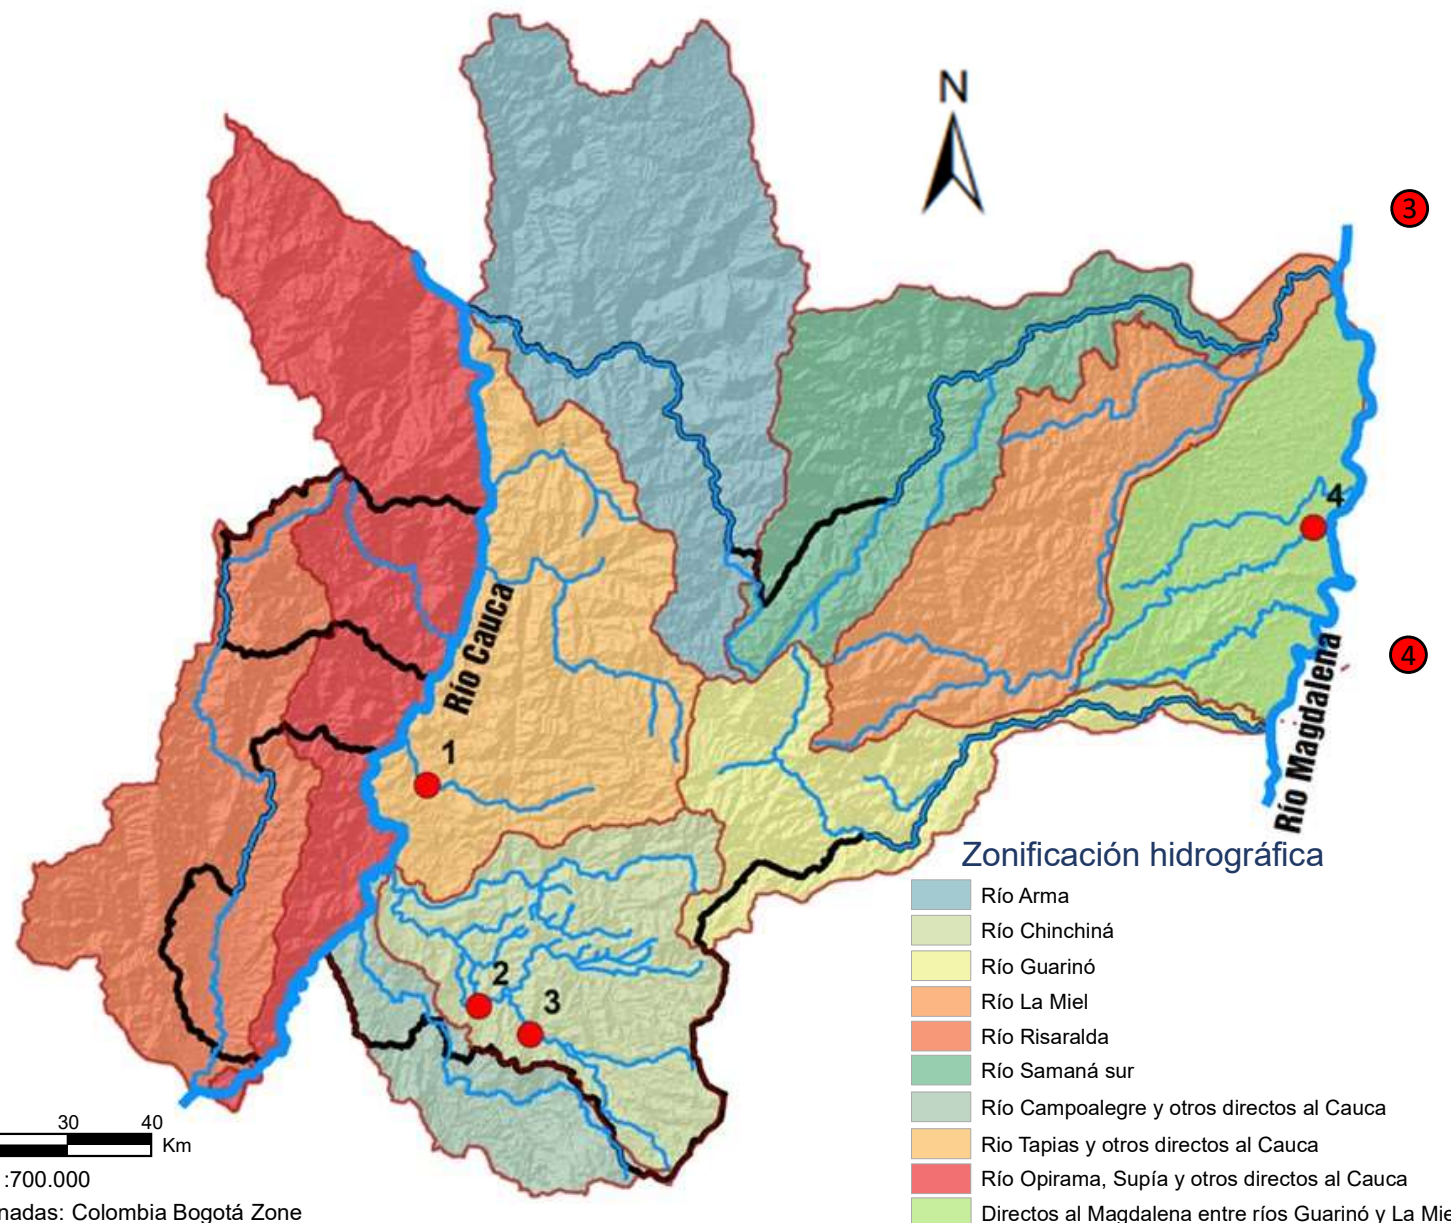 N
3
4
Río Cauca
1
4
Río Magdalena
2
3
Zonificación hidrográfica
Río Arma
Río Chinchiná
Río Guarinó
Río La Miel
Río Risaralda
Río Samaná sur
Río Campoalegre y otros directos al Cauca
Rio Tapias y otros directos al Cauca
Río Opirama, Supía y otros directos al Cauca
Directos al Magdalena entre ríos Guarinó y La Mie
30 40
Km
:700.000
nadas: Colombia Bogotá Zone